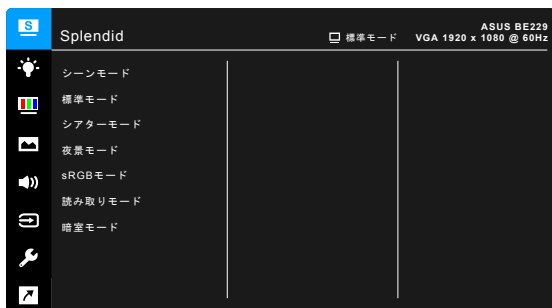 S
Splendid
標準モード
ASUS BE229
VGA 1920 x 1080 @ 60Hz
シーンモード
標準モード
シアターモード
夜景モード
sRGBモード
読み取りモード
暗室モード